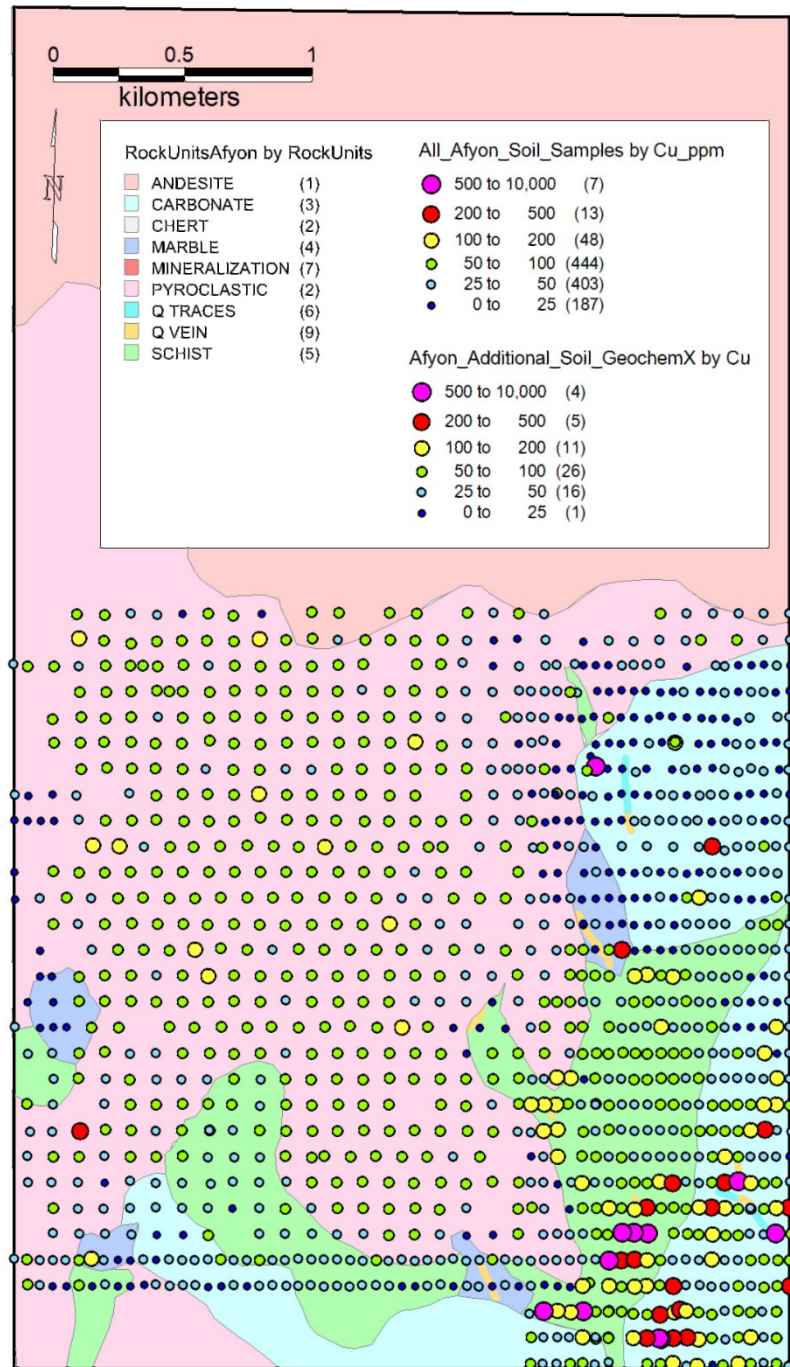 0 0.5 1
kilometers
N
RockUnitsAfyon by RockUnits
ANDESITE (1)
CARBONATE (3)
CHERT (2)
MARBLE (4)
MINERALIZATION (7)
PYROCLASTIC (2)
Q TRACES (6)
Q VEIN (9)
SCHIST (5)
All_Afyon_Soil_Samples by Cu_ppm
500 to 10,000 (7)
200 to 500 (13)
100 to 200 (48)
50 to 100 (444)
25 to 50 (403)
0 to 25 (187)
Afyon_Additional_Soil_GeochemX by Cu
500 to 10,000 (4)
200 to 500 (5)
100 to 200 (11)
50 to 100 (26)
25 to 50 (16)
0 to 25 (1)